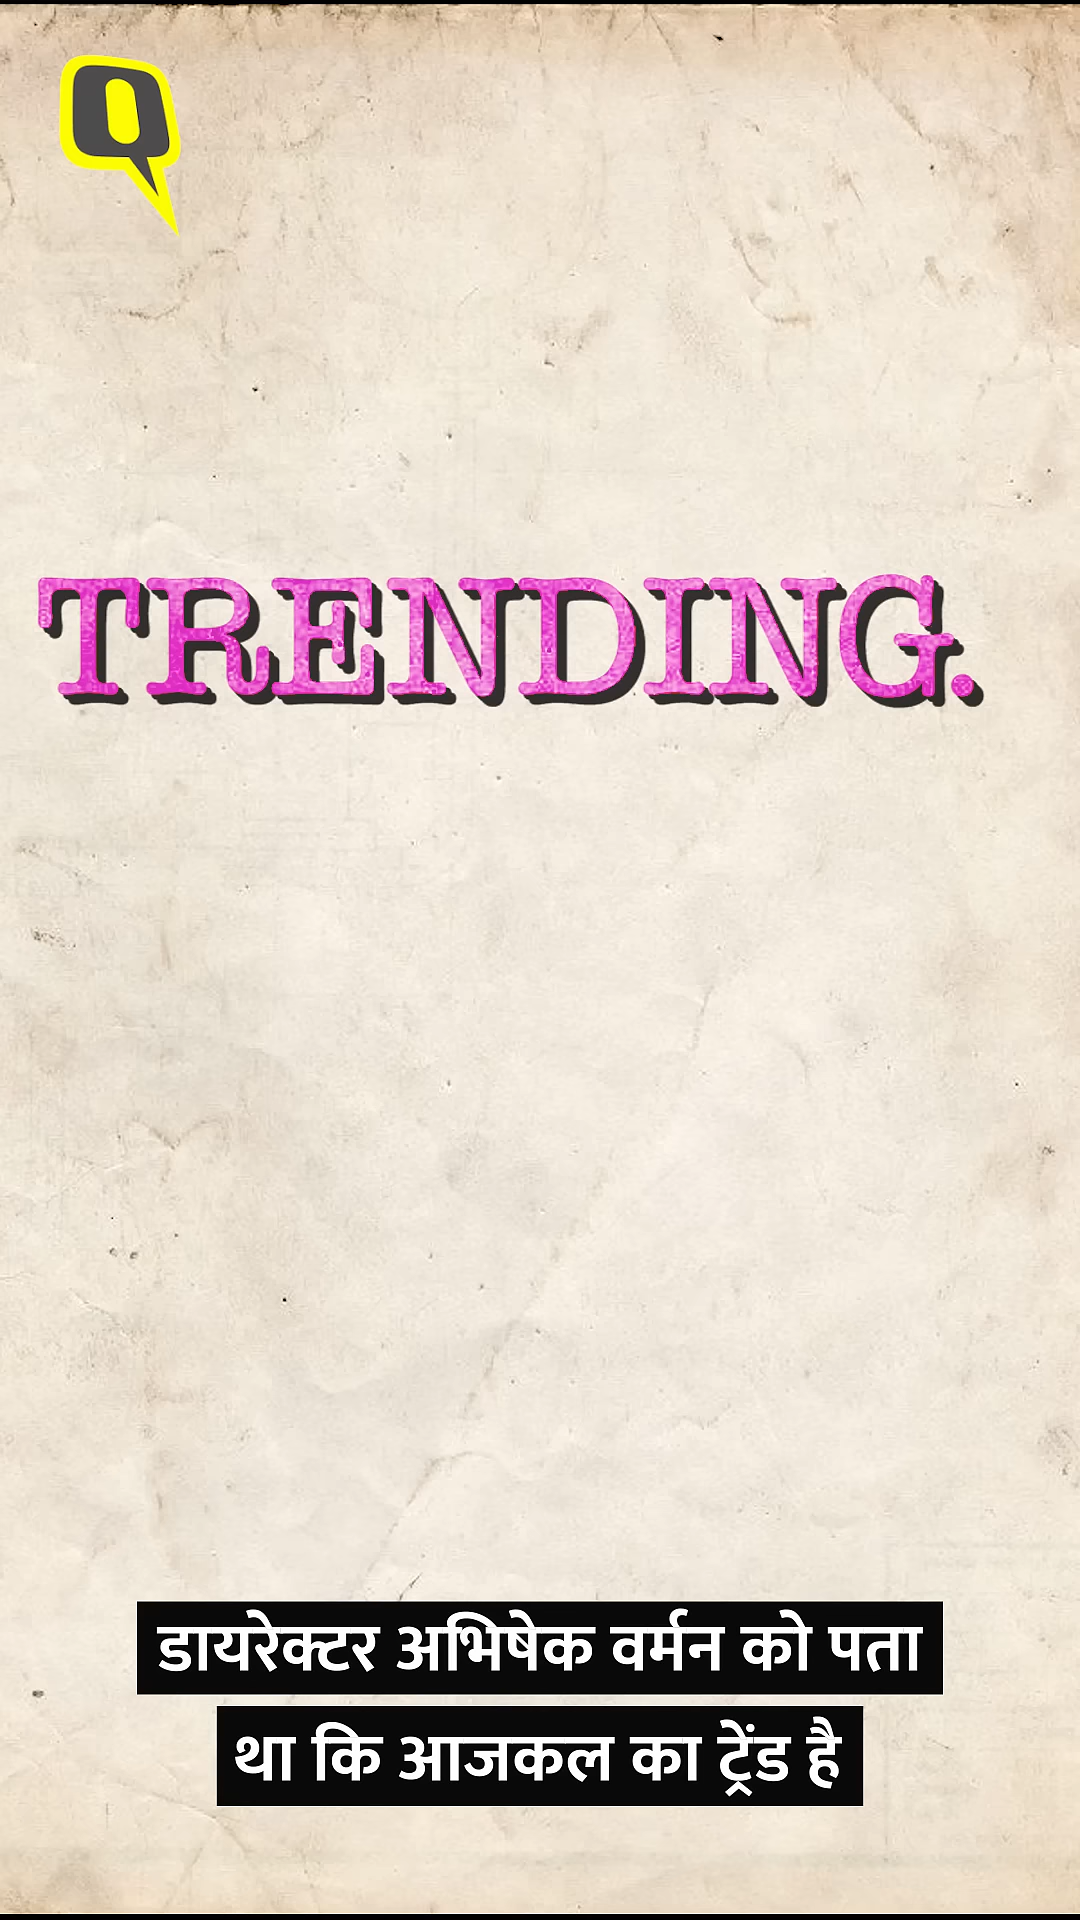 Q
TRENDING.
डायरेक्टर अभिषेक वर्मन को पता
था कि आजकल का ट्रेंड है